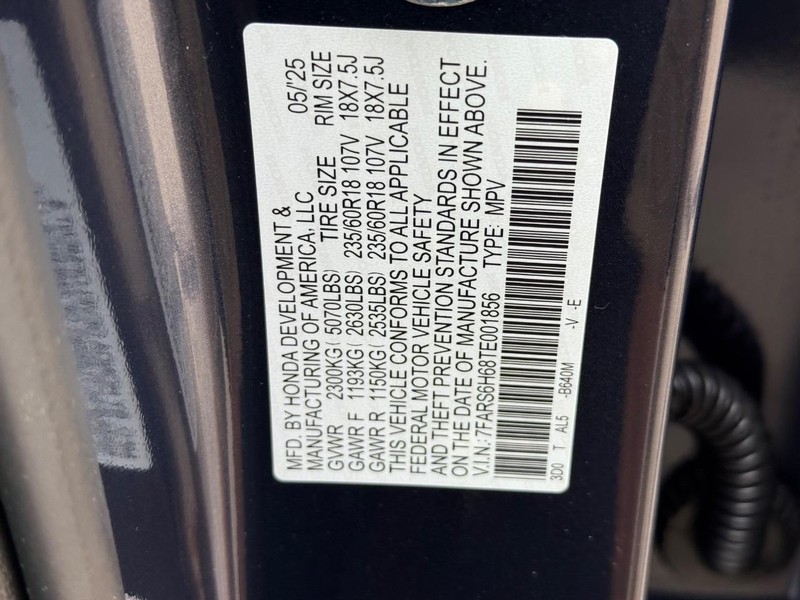 MFD. BY HONDA DEVELOPMENT & 05/'25
MANUFACTURING OF AMERICA, LLC
GVWR 2300KG( 5070LBS) TIRE SIZE RIM SIZE
GAWR F 1193KG( 2630LBS) 235/60R18 107V 18X7.5J
GAWR R 1150KG( 2535LBS) 235/60R18 107V 18X7.5J
THIS VEHICLE CONFORMS TO ALL APPLICABLE
FEDERAL MOTOR VEHICLE SAFETY
AND THEFT PREVENTION STANDARDS IN EFFECT
ON THE DATE OF MANUFACTURE SHOWN ABOVE.
V.I.N.: 7FARS6H68TE001856 TYPE: MPV
3D0 T AL5 -B640M -V -E